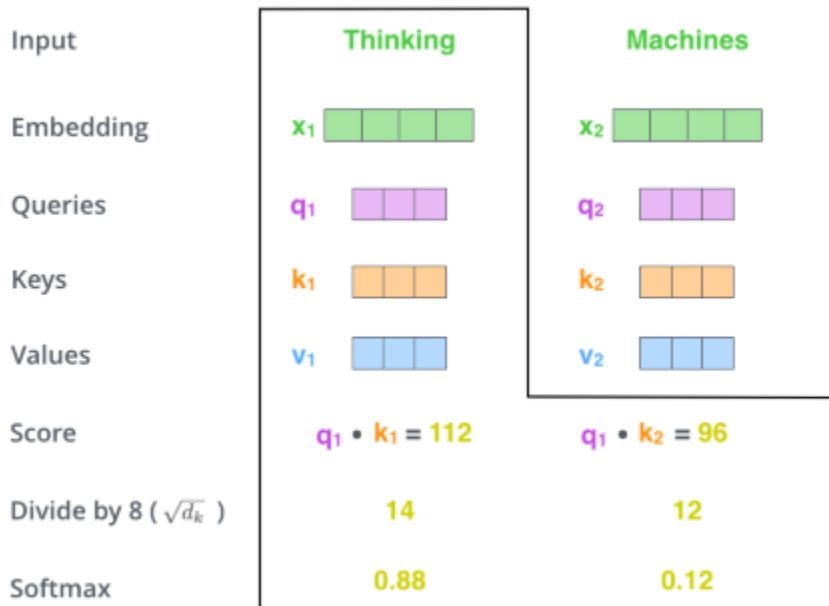 Input Thinking Machines
Embedding x₁ x₂
Queries q₁ q₂
Keys k₁ k₂
Values v₁ v₂
Score q₁ • k₁ = 112 q₁ • k₂ = 96
Divide by 8 ( √dₖ ) 14 12
Softmax 0.88 0.12